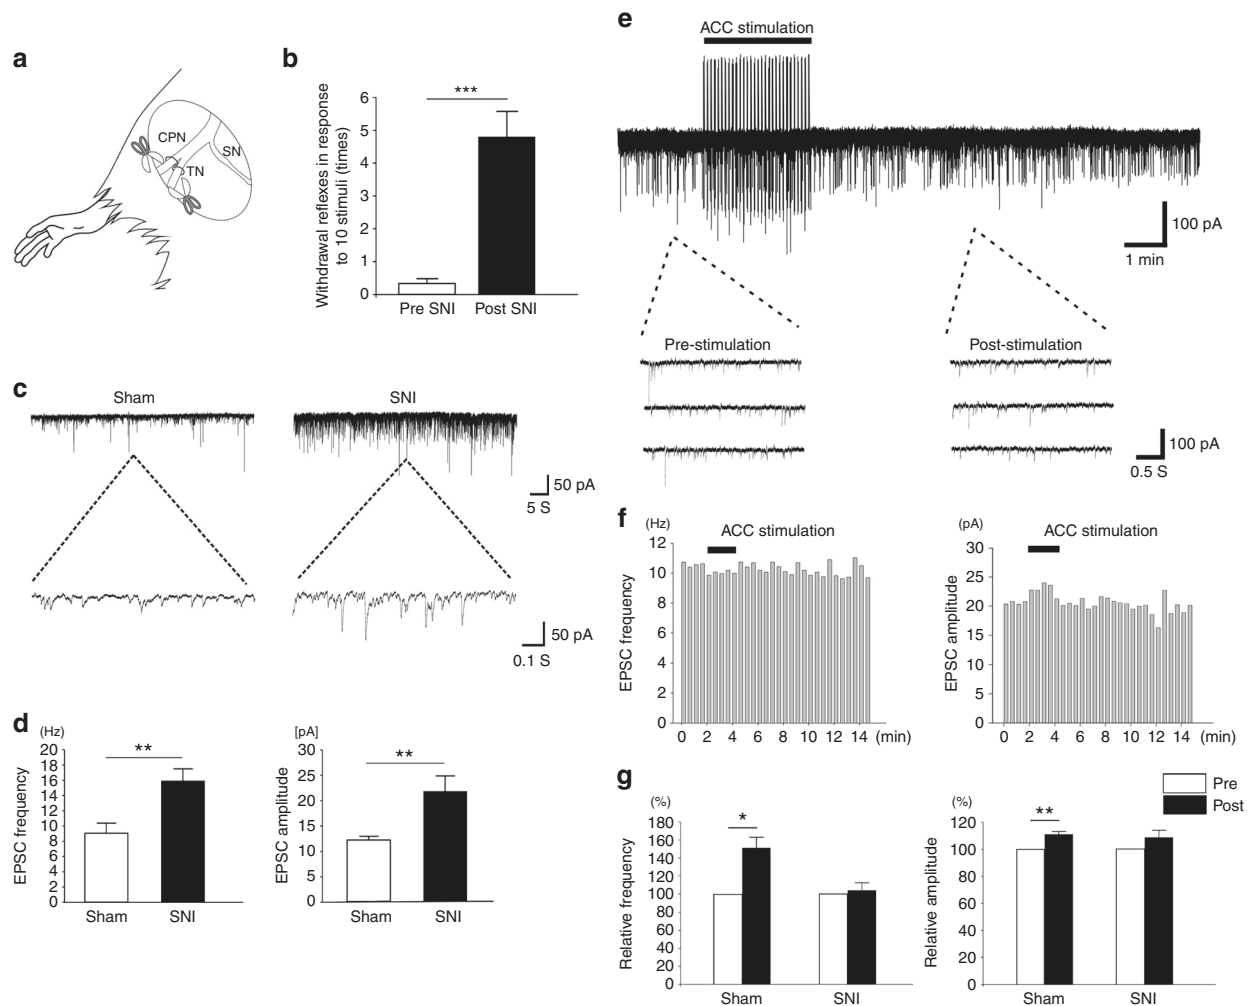 a
CPN
TN
SN
b
Withdrawal reflexes in response
to 10 stimuli (times)
6
5
4
3
2
1
0
***
Pre SNI
Post SNI
c
Sham
SNI
50 pA
5 S
50 pA
0.1 S
d
(Hz)
EPSC frequency
20
18
16
14
12
10
8
6
4
2
0
**
Sham
SNI
[pA]
EPSC amplitude
30
25
20
15
10
5
0
**
Sham
SNI
e
ACC stimulation
100 pA
1 min
Pre-stimulation
Post-stimulation
100 pA
0.5 S
f
(Hz)
ACC stimulation
EPSC frequency
12
10
8
6
4
2
0
0 2 4 6 8 10 12 14 (min)
(pA)
ACC stimulation
EPSC amplitude
30
25
20
15
10
5
0
0 2 4 6 8 10 12 14 (min)
g
Pre
Post
(%)
Relative frequency
180
160
140
120
100
80
60
40
20
0
*
Sham
SNI
(%)
Relative amplitude
120
100
80
60
40
20
0
**
Sham
SNI